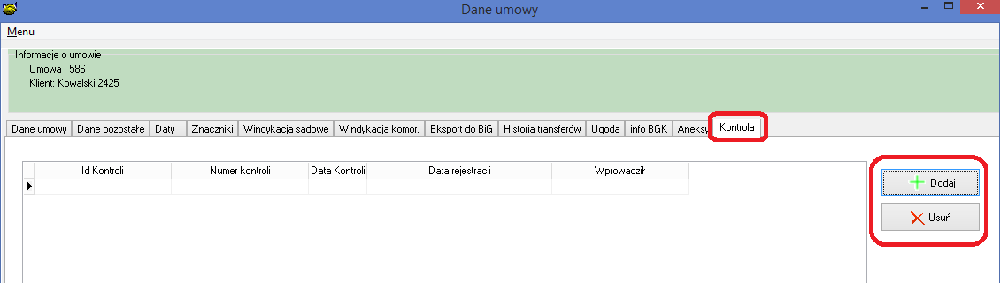 Dane umowy
Menu
Informacje o umowie
Umowa : 586
Klient: Kowalski 2425
Dane umowy Dane pozostałe Daty Znaczniki Windykacja sądowe Windykacja komor. Eksport do BiG Historia transferów Ugoda info BGK Aneksy Kontrola
Id Kontroli Numer kontroli Data Kontroli Data rejestracji Wprowadził
Dodaj
Usuń